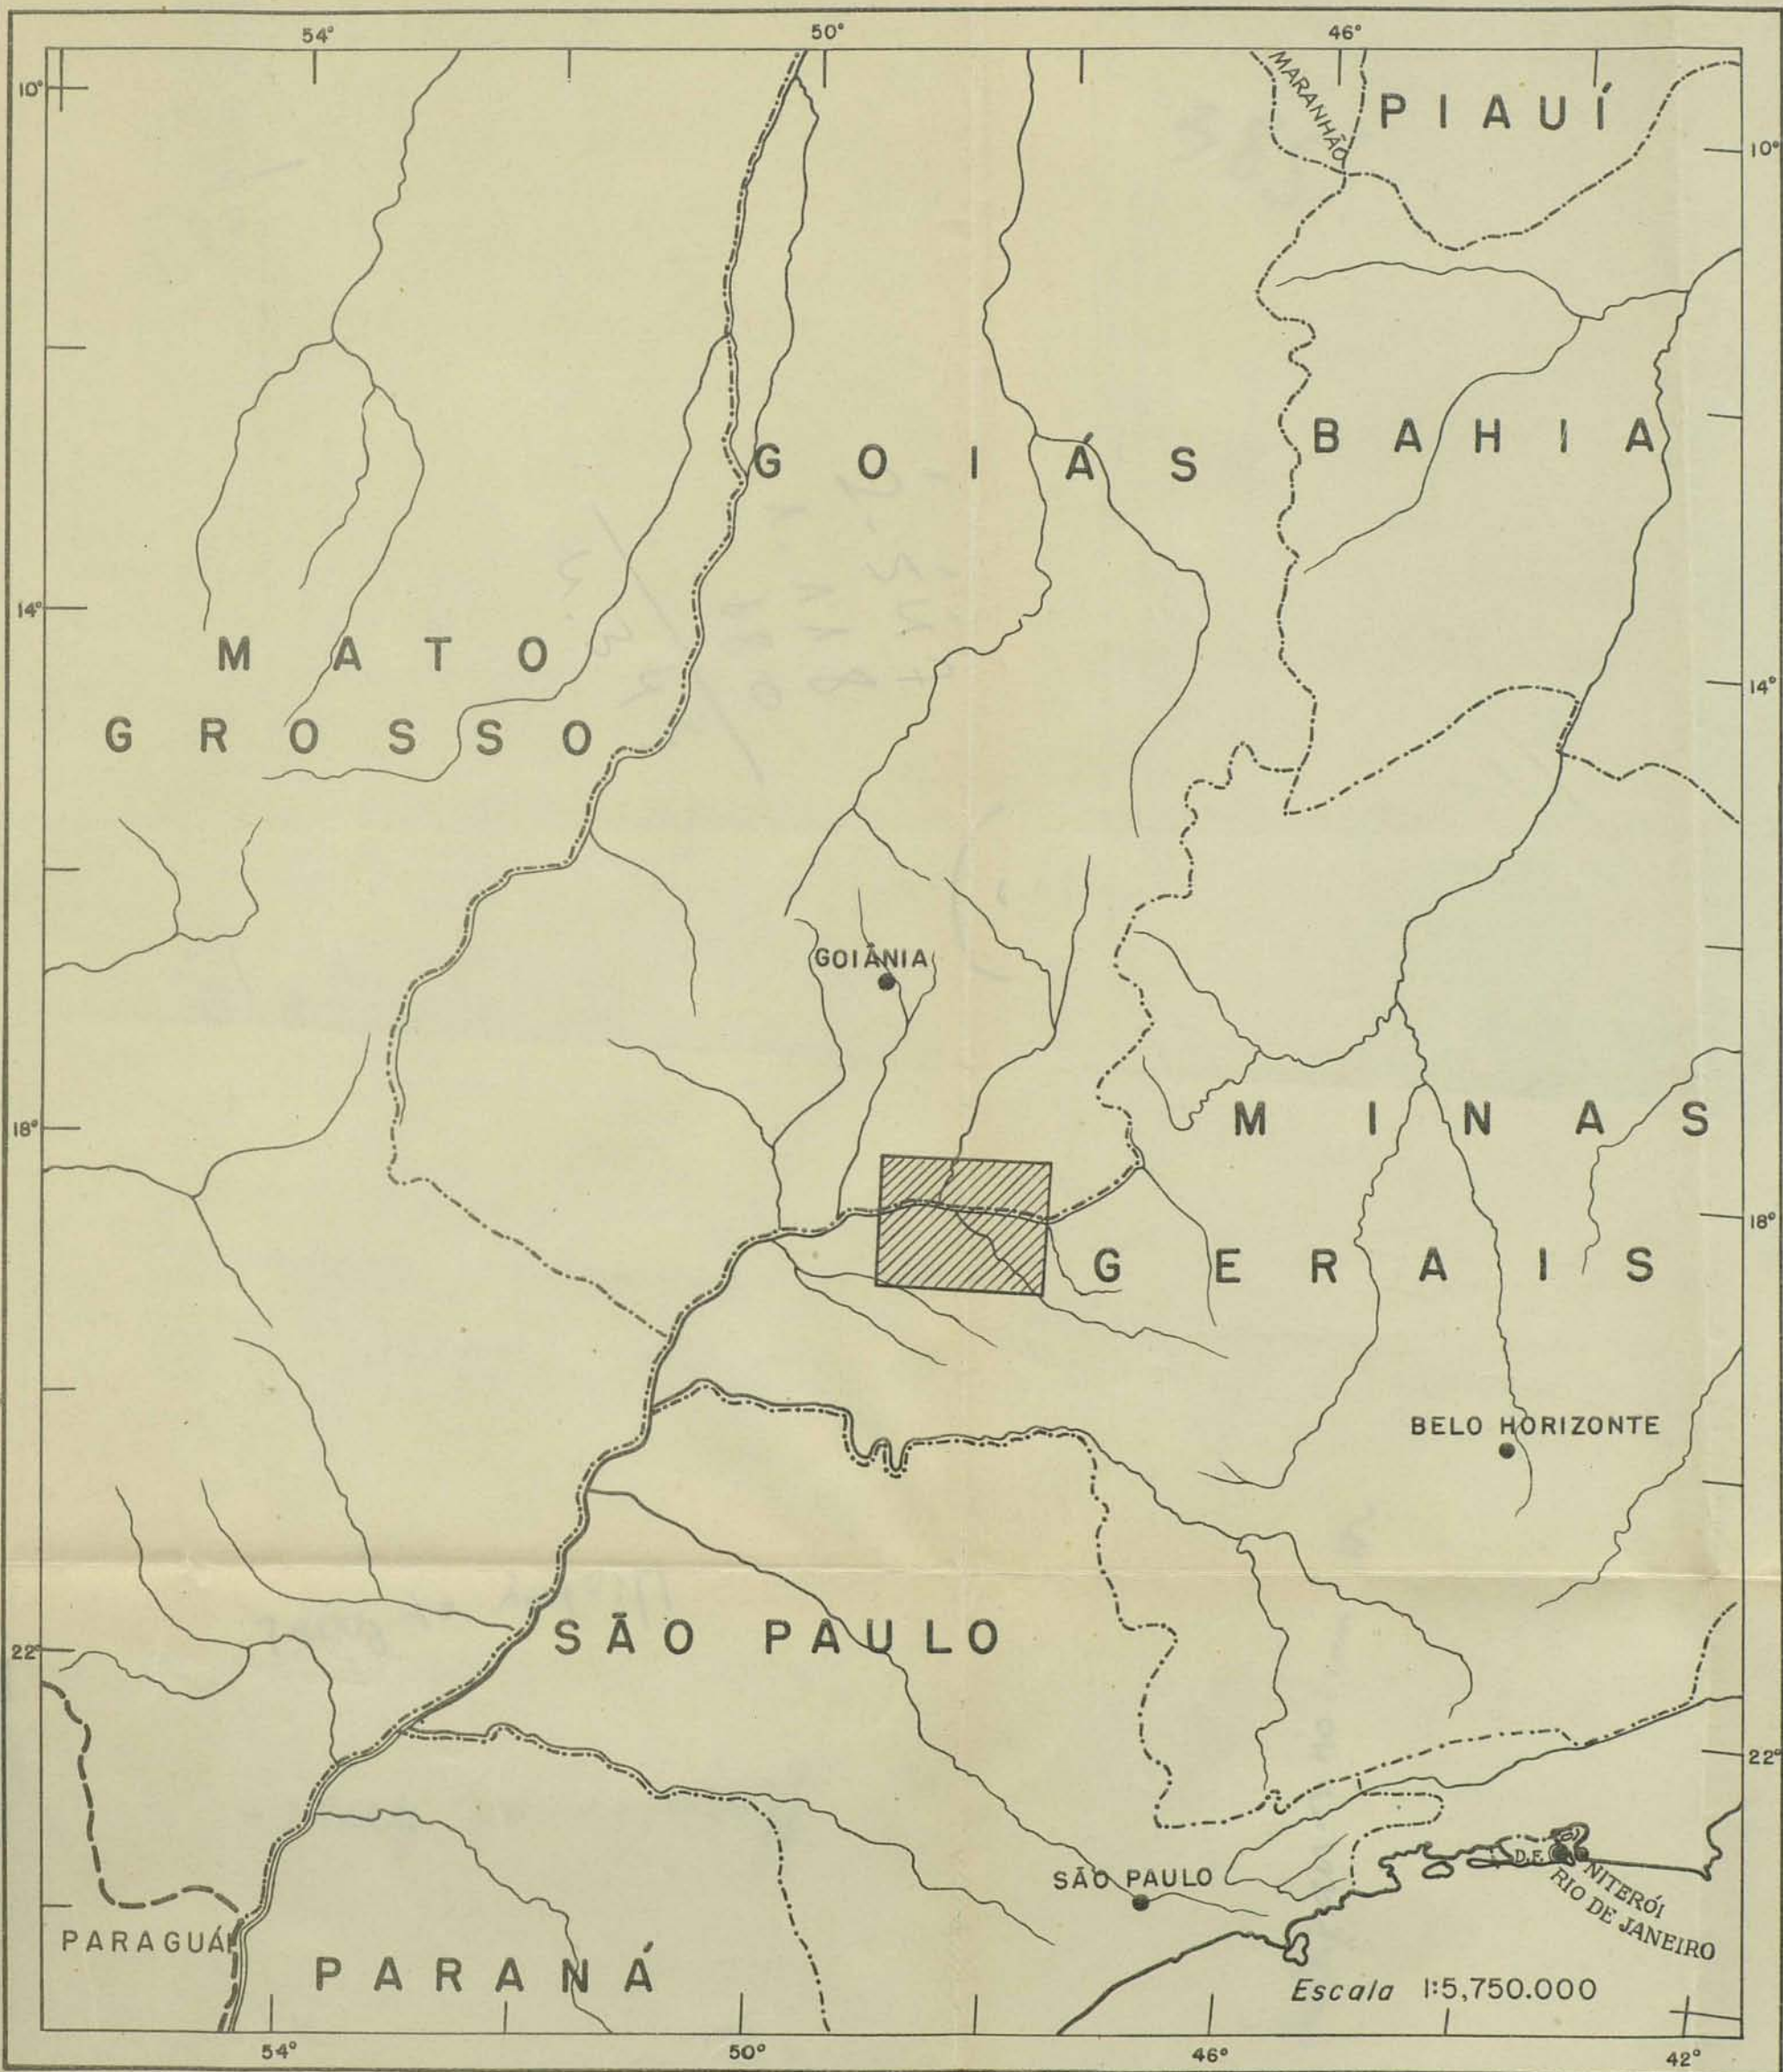 54° 50° 46°
10°
MARANHÃO
PIAUÍ
10°
GOIÁS
BAHIA
14°
MATO
GROSSO
14°
GOIÂNIA
18°
MINAS
18°
GERAIS
BELO HORIZONTE
22°
SÃO PAULO
22°
SÃO PAULO
D.F.
NITERÓI
RIO DE JANEIRO
PARAGUÁI
PARANÁ
Escala 1:5,750.000
54° 50° 46° 42°